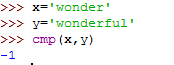 >>> x='wonder'
>>> y='wonderful'
>>> cmp(x,y)
-1